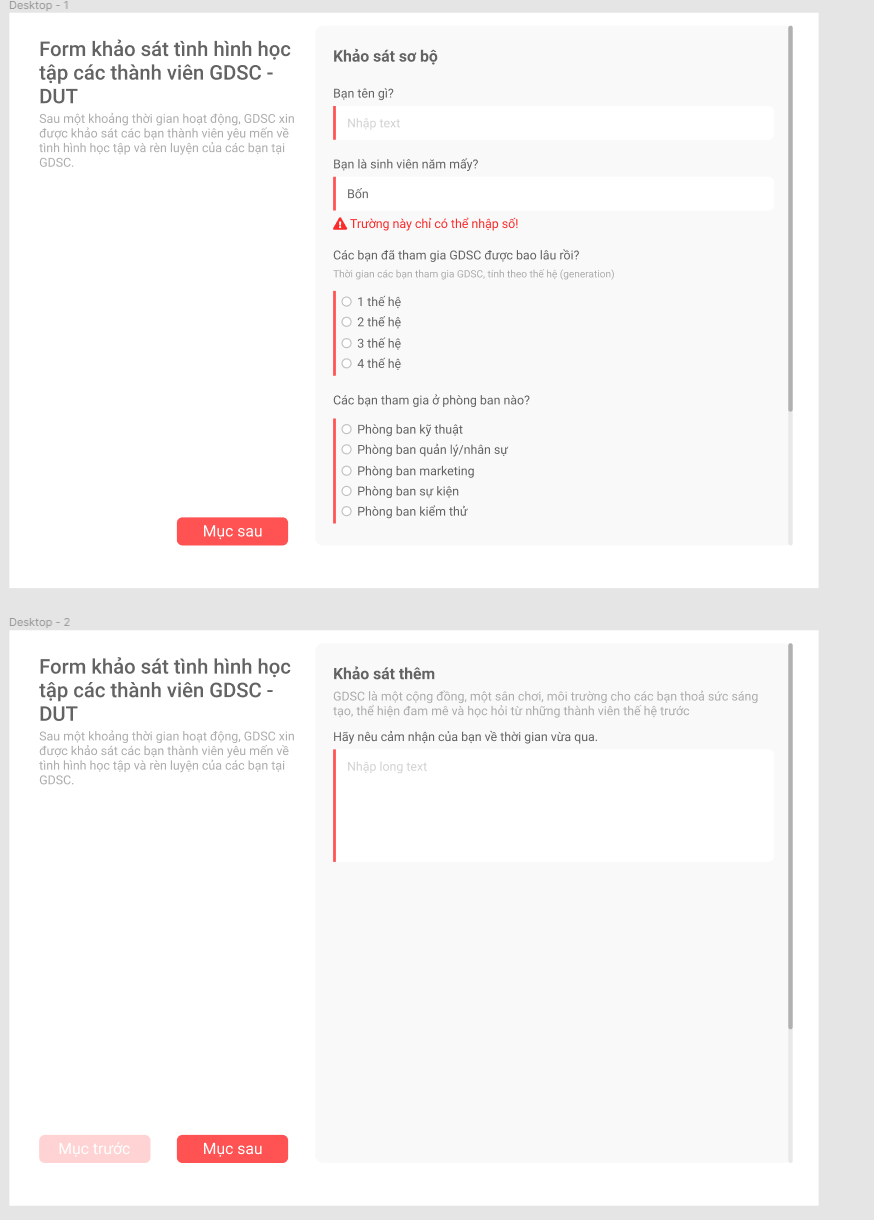 Desktop - 1
Form khảo sát tình hình học
tập các thành viên GDSC -
DUT
Sau một khoảng thời gian hoạt động, GDSC xin
được khảo sát các bạn thành viên yêu mến về
tình hình học tập và rèn luyện của các bạn tại
GDSC.
Mục sau
Khảo sát sơ bộ
Bạn tên gì?
Nhập text
Bạn là sinh viên năm mấy?
Bốn
Trường này chỉ có thể nhập số!
Các bạn đã tham gia GDSC được bao lâu rồi?
Thời gian các bạn tham gia GDSC, tính theo thế hệ (generation)
1 thế hệ
2 thế hệ
3 thế hệ
4 thế hệ
Các bạn tham gia ở phòng ban nào?
Phòng ban kỹ thuật
Phòng ban quản lý/nhân sự
Phòng ban marketing
Phòng ban sự kiện
Phòng ban kiểm thử
Desktop - 2
Form khảo sát tình hình học
tập các thành viên GDSC -
DUT
Sau một khoảng thời gian hoạt động, GDSC xin
được khảo sát các bạn thành viên yêu mến về
tình hình học tập và rèn luyện của các bạn tại
GDSC.
Mục trước
Mục sau
Khảo sát thêm
GDSC là một cộng đồng, một sân chơi, môi trường cho các bạn thoả sức sáng
tạo, thể hiện đam mê và học hỏi từ những thành viên thế hệ trước
Hãy nêu cảm nhận của bạn về thời gian vừa qua.
Nhập long text